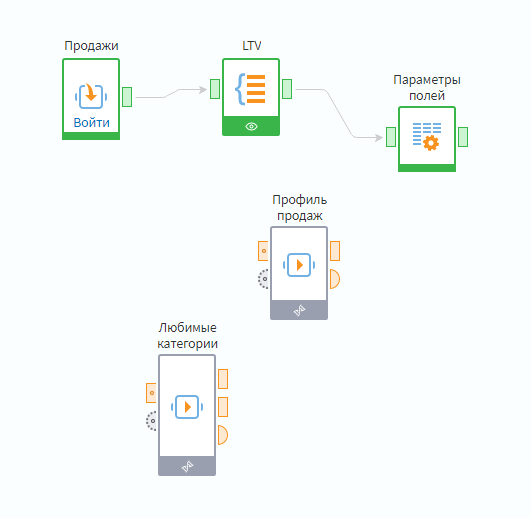 Продажи
Войти
LTV
Параметры
полей
Профиль
продаж
Любимые
категории